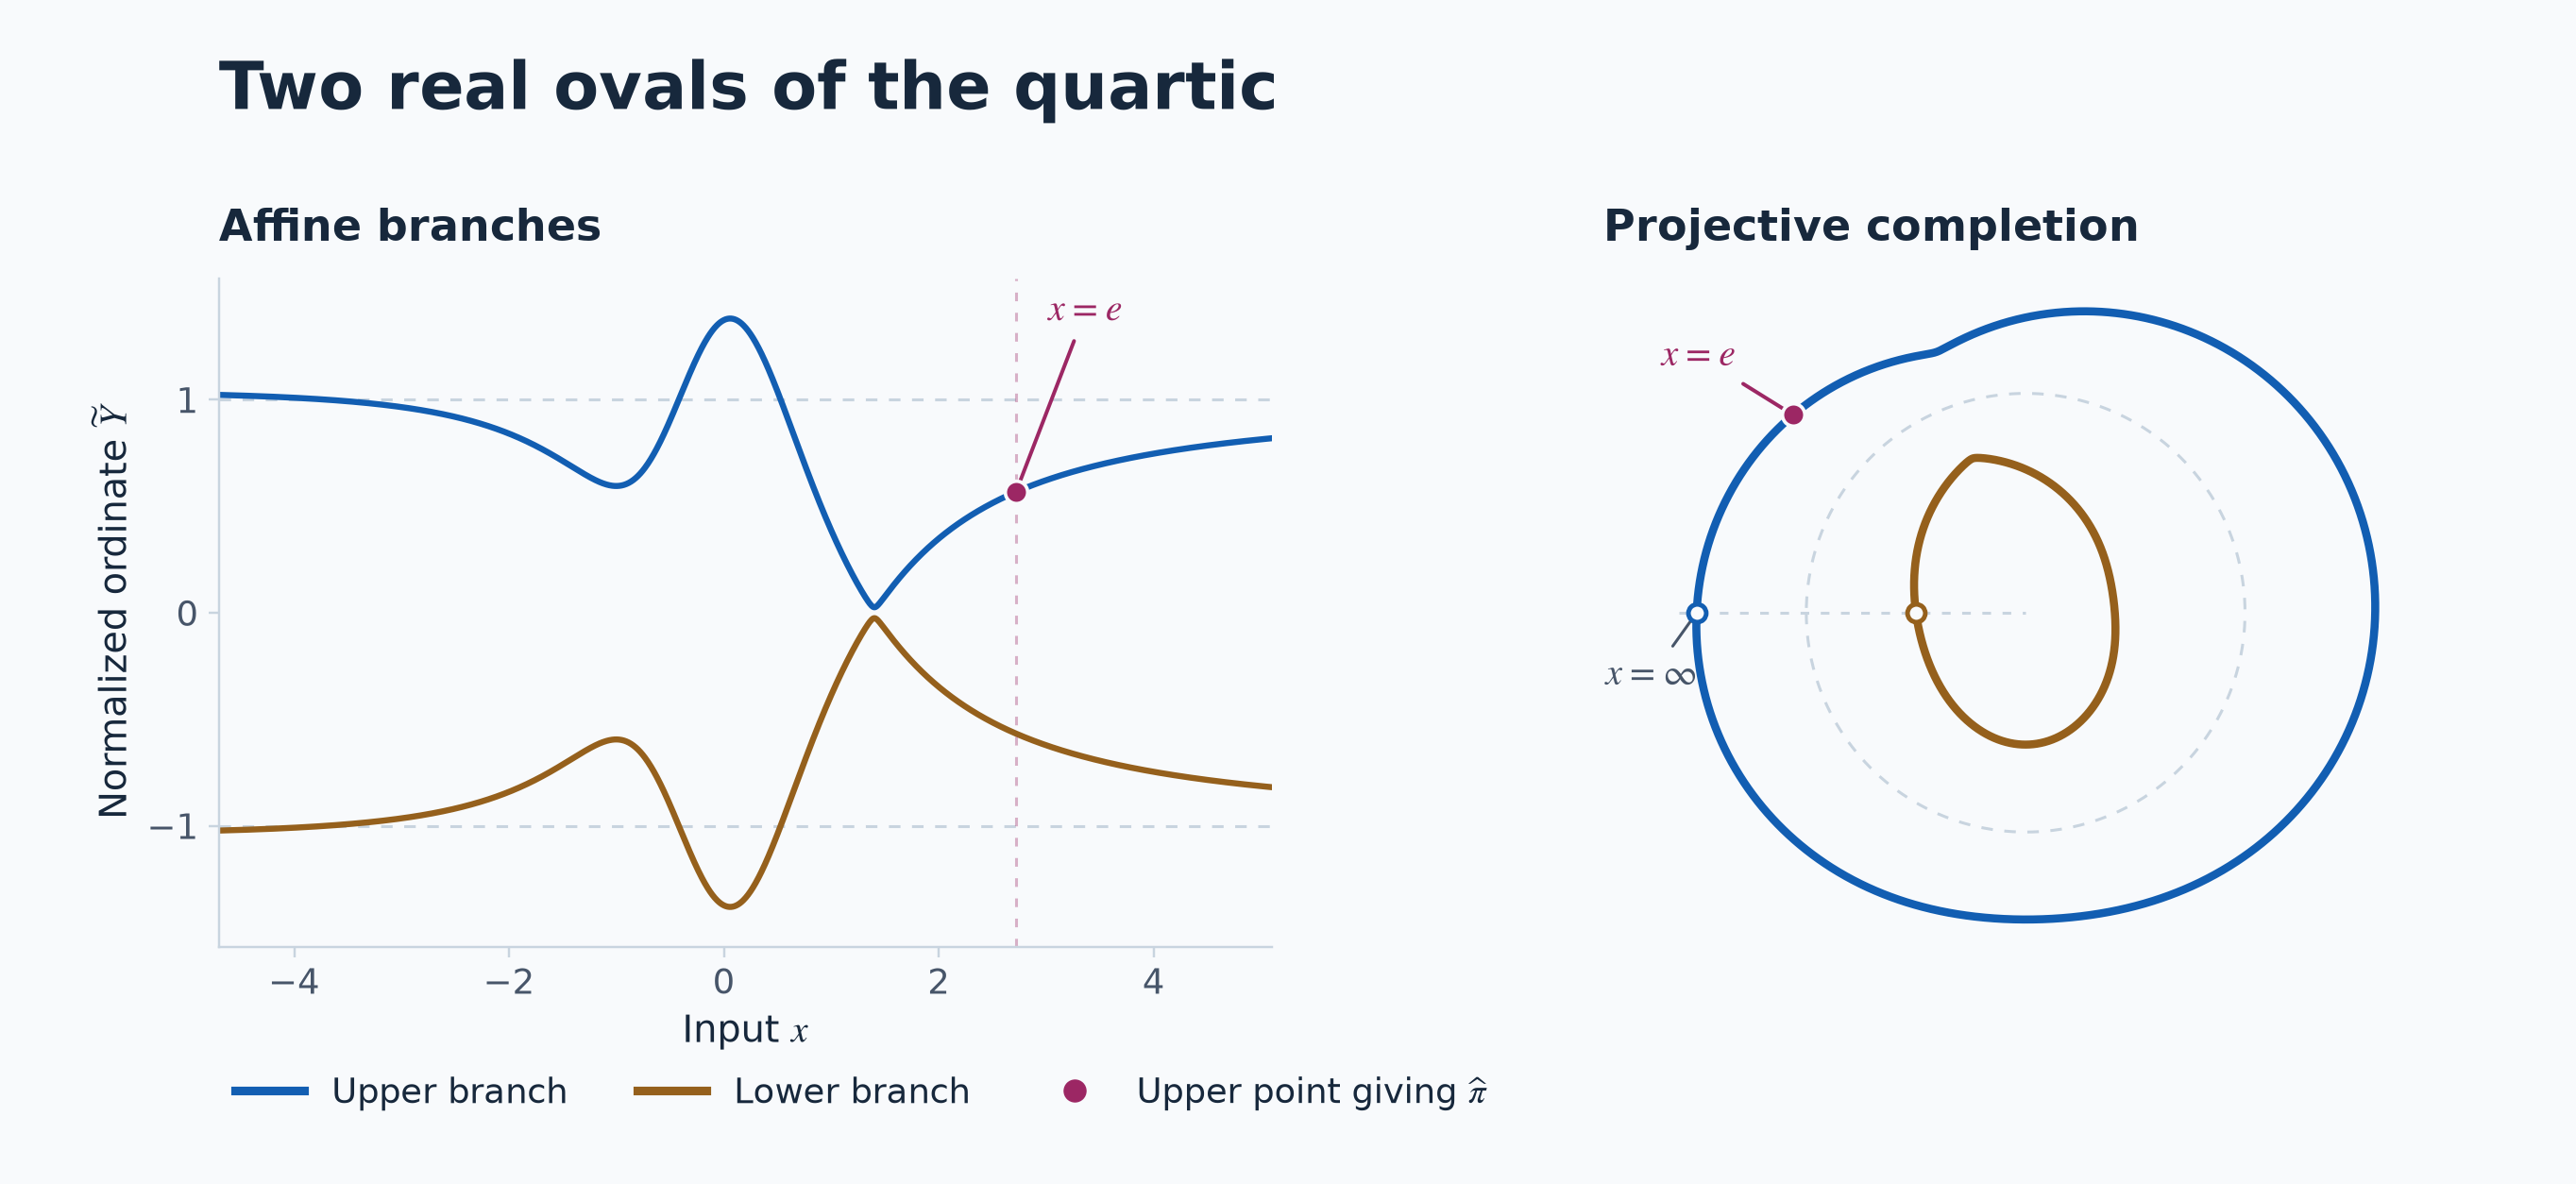 Two real ovals of the quartic
Affine branches
Normalized ordinate Ỹ
1
0
−1
x = e
−4
−2
0
2
4
Input x
Projective completion
x = e
x = ∞
Upper branch
Lower branch
Upper point giving π̂